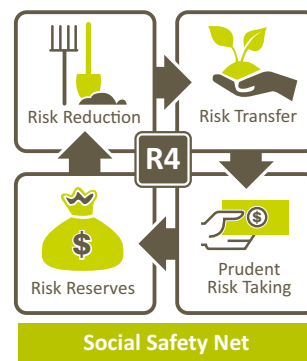 Risk Reduction
Risk Transfer
R4
$
$
Risk Reserves
Prudent
Risk Taking
Social Safety Net